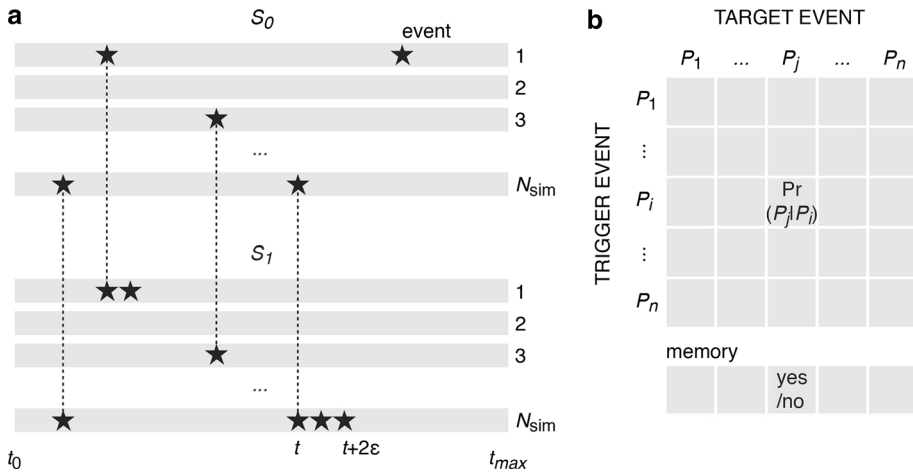 a
S0
event
1
2
3
...
Nsim
S1
1
2
3
...
Nsim
t
t+2ε
t0
tmax
b
TARGET EVENT
P1 ... Pj ... Pn
TRIGGER EVENT
P1
...
Pi
Pr
(Pj|Pi)
...
Pn
memory
yes
/no